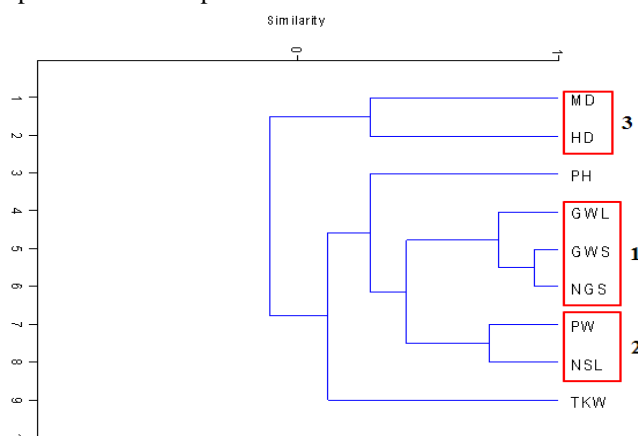 Similarity
0 1
1 MD
2 HD
3
3 PH
4 GWL
5 GWS
1
6 NGS
7 PW
2
8 NSL
9 TKW